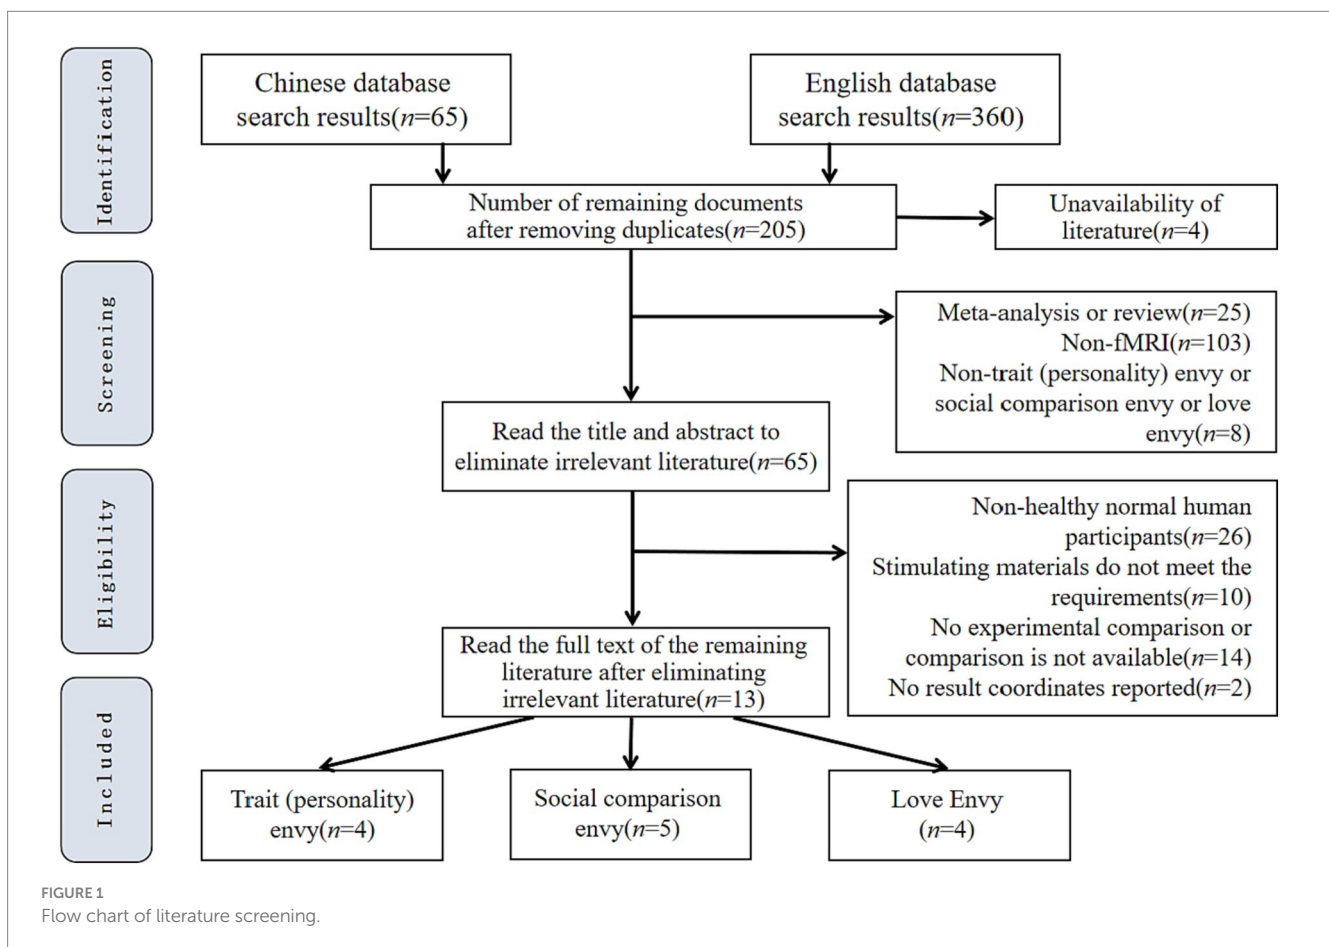 Identification
Chinese database
search results(n=65)
English database
search results(n=360)
Number of remaining documents
after removing duplicates(n=205)
Unavailability of
literature(n=4)
Screening
Meta-analysis or review(n=25)
Non-fMRI(n=103)
Non-trait (personality) envy or
social comparison envy or love
envy(n=8)
Read the title and abstract to
eliminate irrelevant literature(n=65)
Eligibility
Non-healthy normal human
participants(n=26)
Stimulating materials do not meet the
requirements(n=10)
No experimental comparison or
comparison is not available(n=14)
No result coordinates reported(n=2)
Read the full text of the remaining
literature after eliminating
irrelevant literature(n=13)
Included
Trait (personality)
envy(n=4)
Social comparison
envy(n=5)
Love Envy
(n=4)
FIGURE 1
Flow chart of literature screening.